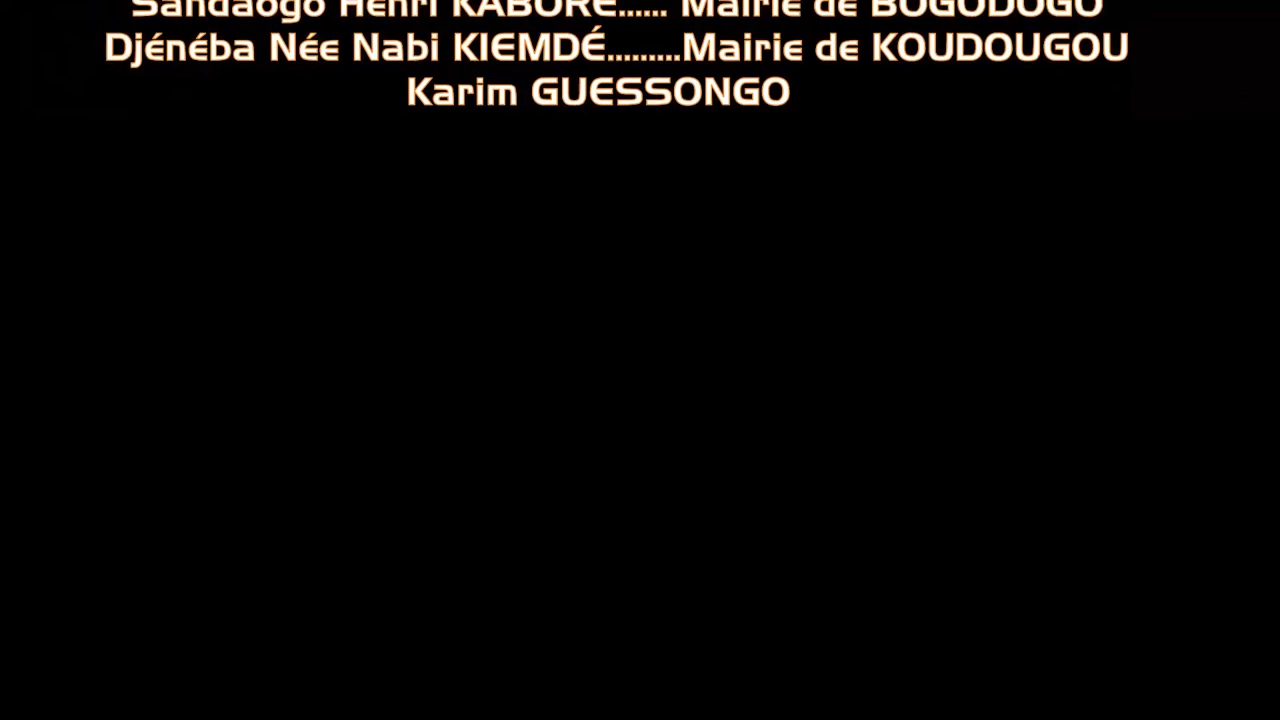 Sandaogo Henri KABORE...... Mairie de BOGODOGO
Djénéba Née Nabi KIEMDÉ.........Mairie de KOUDOUGOU
Karim GUESSONGO